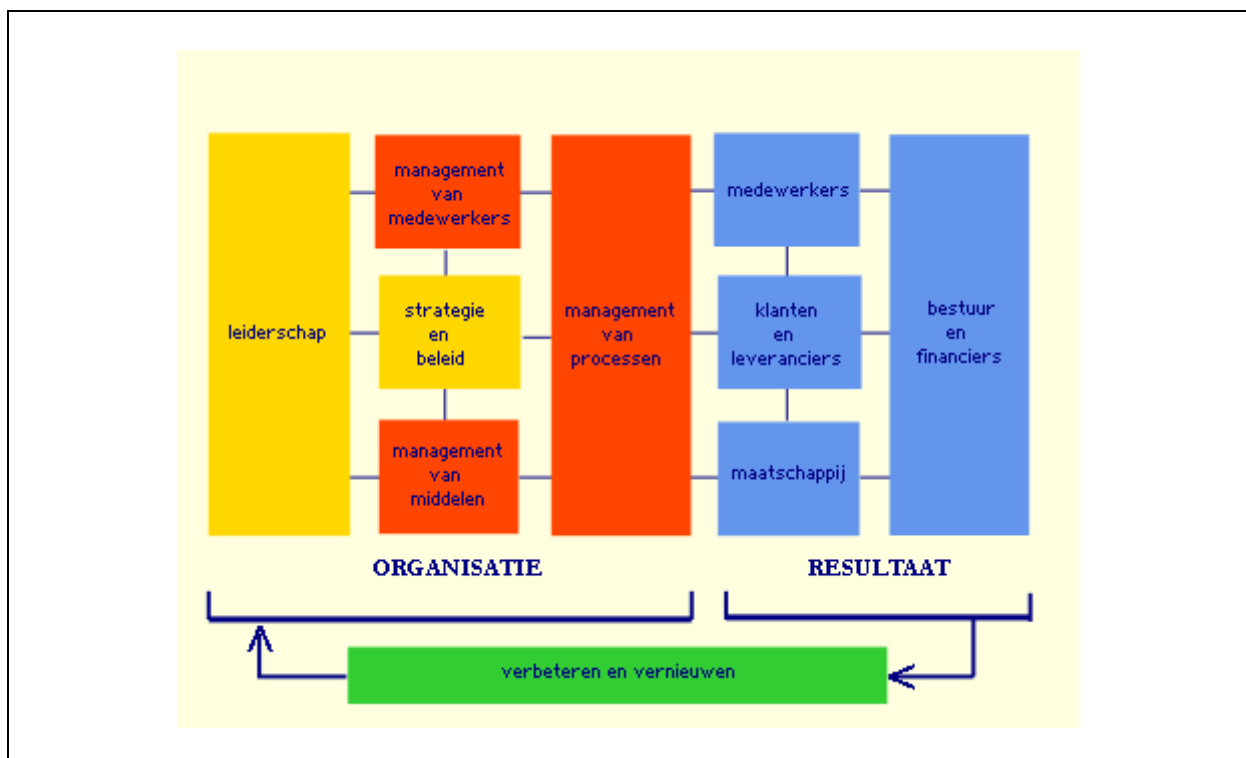 leiderschap
management
van
medewerkers
strategie
en
beleid
management
van
middelen
management
van
processen
medewerkers
klanten
en
leveranciers
maatschappij
bestuur
en
financiers
ORGANISATIE
RESULTAAT
verbeteren en vernieuwen